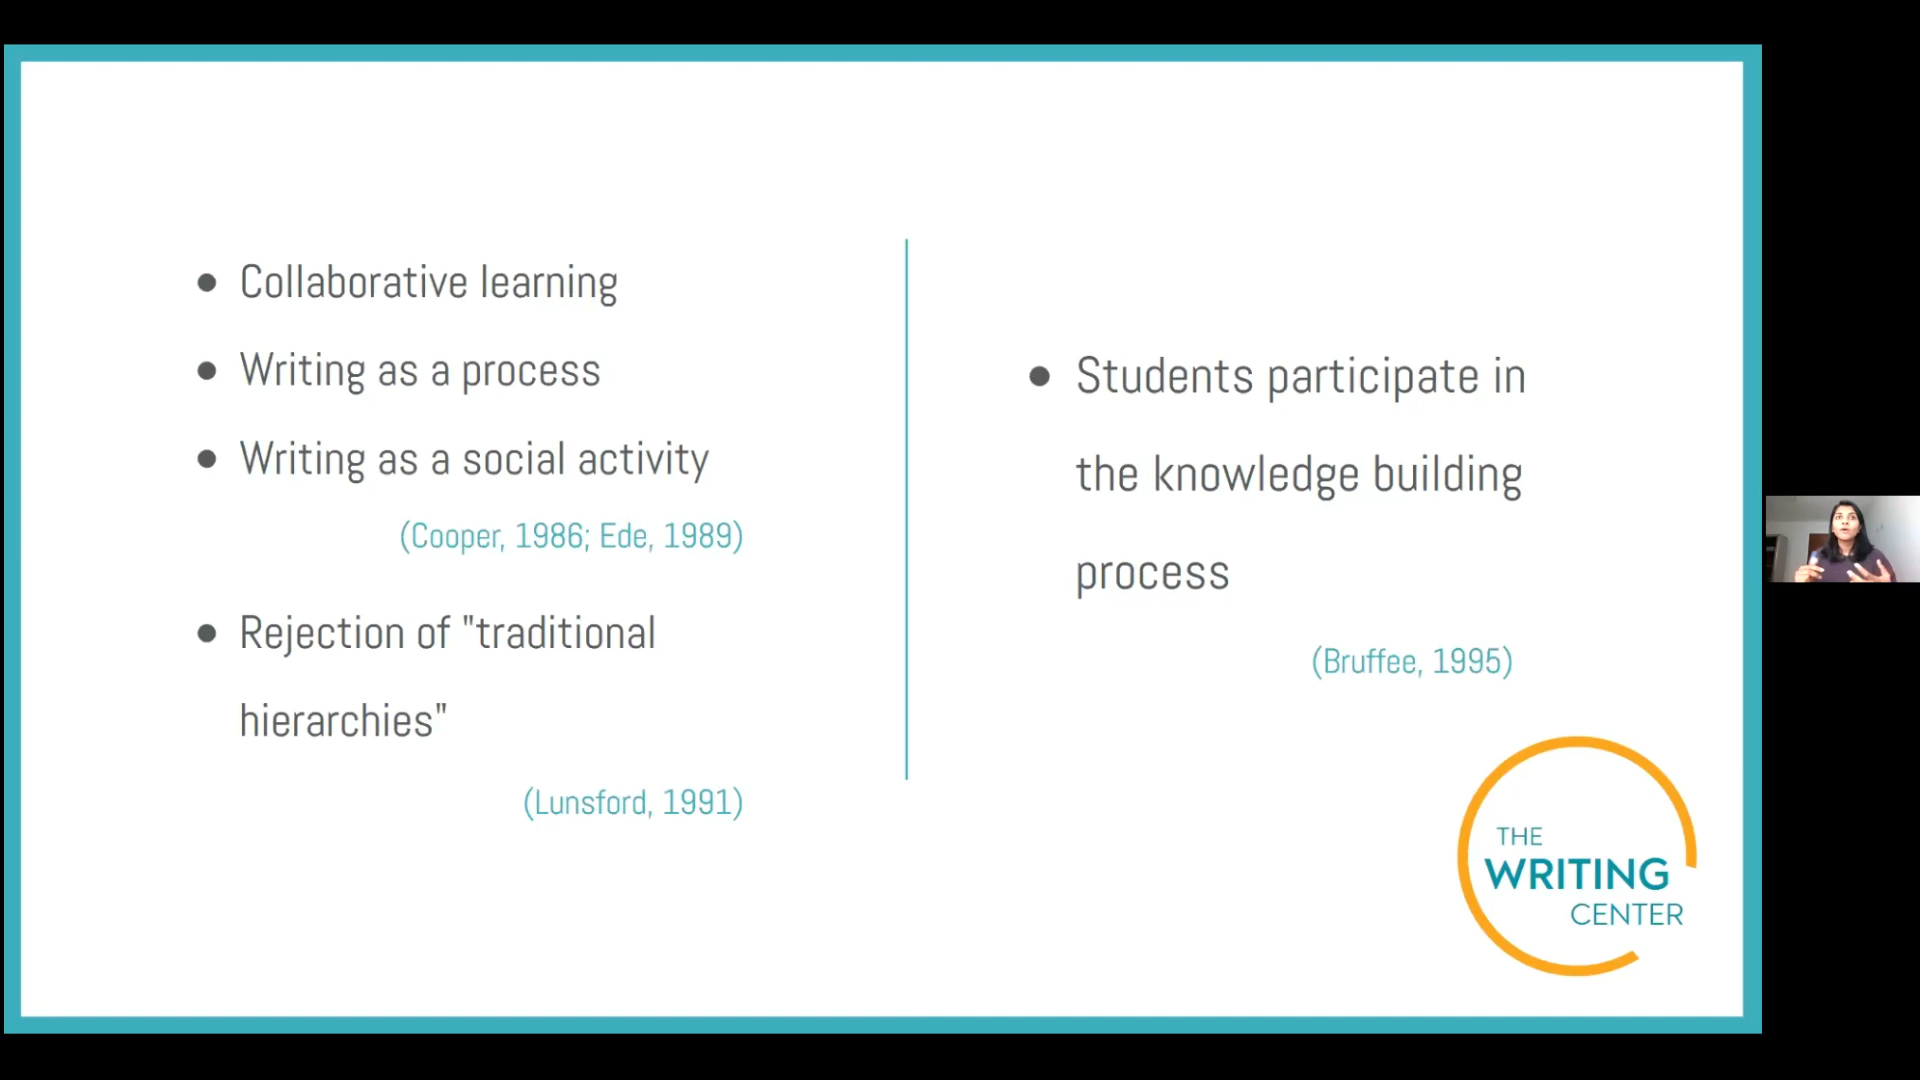 ● Collaborative learning
● Writing as a process
● Writing as a social activity
(Cooper, 1986; Ede, 1989)
● Rejection of "traditional
hierarchies"
(Lunsford, 1991)
● Students participate in
the knowledge building
process
(Bruffee, 1995)
THE
WRITING
CENTER